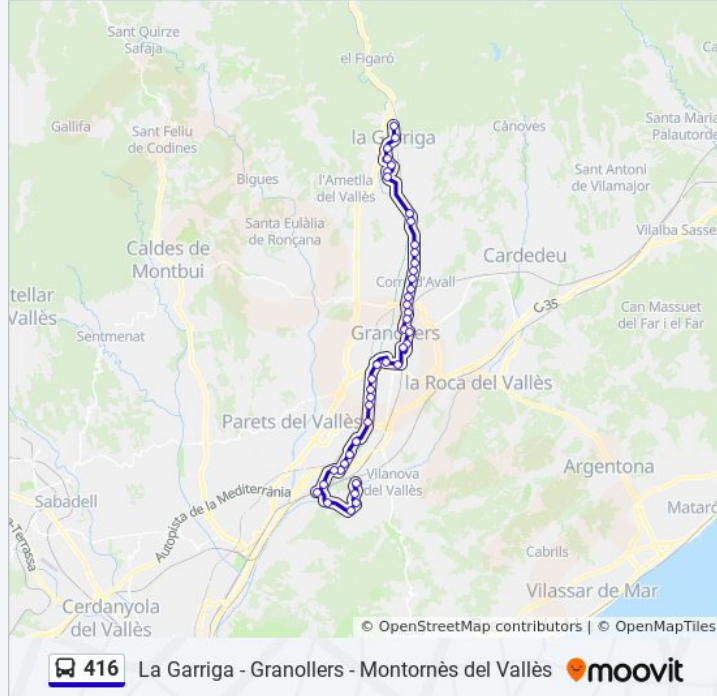 Sant Quirze
Safaja
el Figaró
Gallifa
Sant Feliu
de Codines
la Garriga
Cànoves
Santa Maria
Palautorde
Bigues
l'Ametlla
del Vallès
Sant Antoni
de Vilamajor
Santa Eulàlia
de Ronçana
Vilalba Sasse
Caldes de
Montbui
Cardedeu
tellar
Vallès
Corró d'Avall
C-35
Can Massuet
del Far i el Far
Sentmenat
Granollers
la Roca del Vallès
Parets del Vallès
Argentona
Vilanova
del Vallès
Sabadell
Autopista de la Mediterrània
Mataró
a-Terrassa
Cabrils
Vilassar de Mar
Cerdanyola
del Vallès
© OpenStreetMap contributors | © OpenMapTiles
416 La Garriga - Granollers - Montornès del Vallès moovit